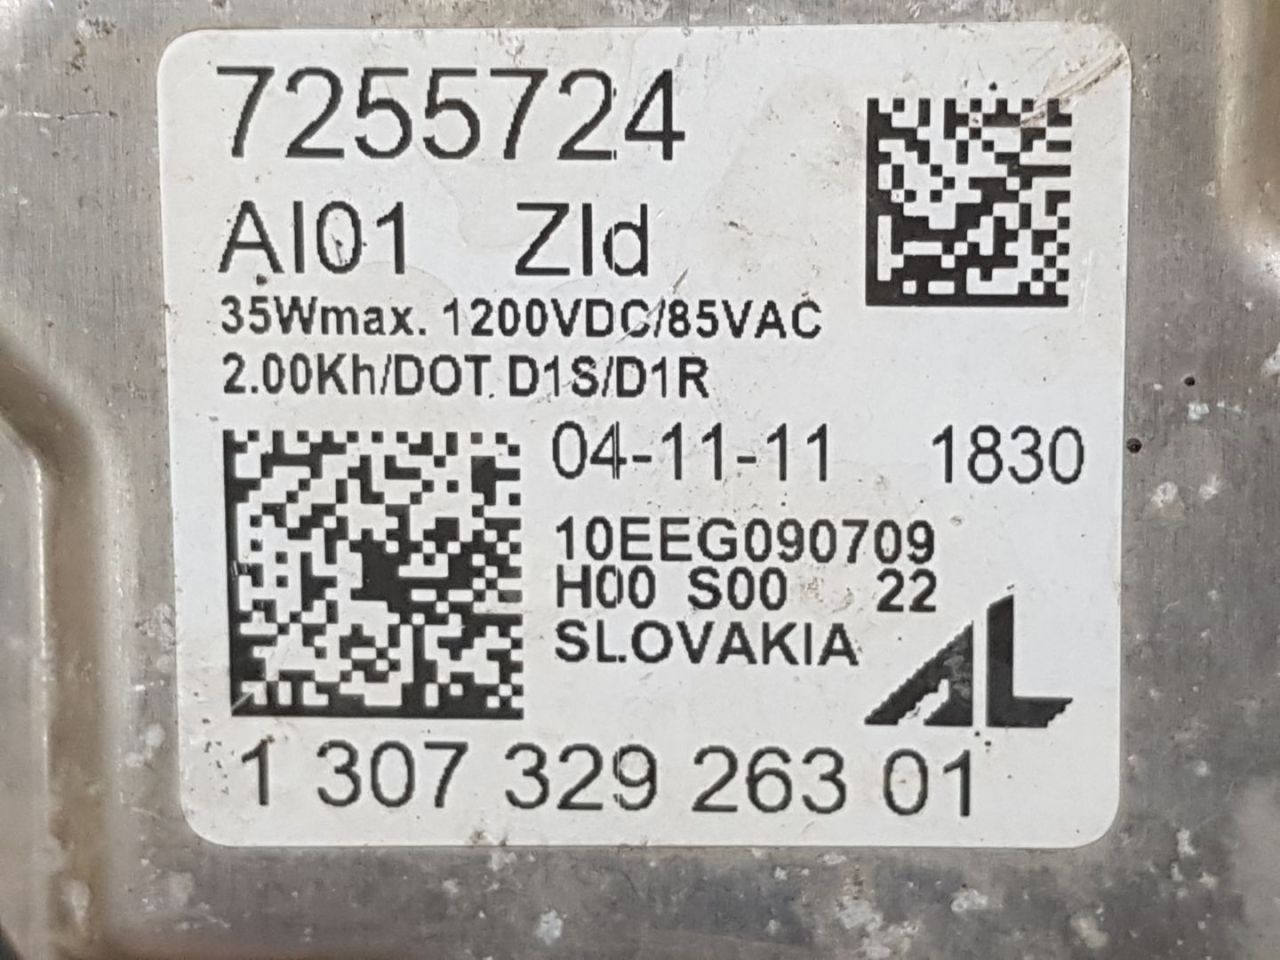 7255724
AI01 ZId
35Wmax. 1200VDC/85VAC
2.00Kh/DOT D1S/D1R
04-11-11 1830
10EEG090709
H00 S00 22
SLOVAKIA
AL
1 307 329 263 01